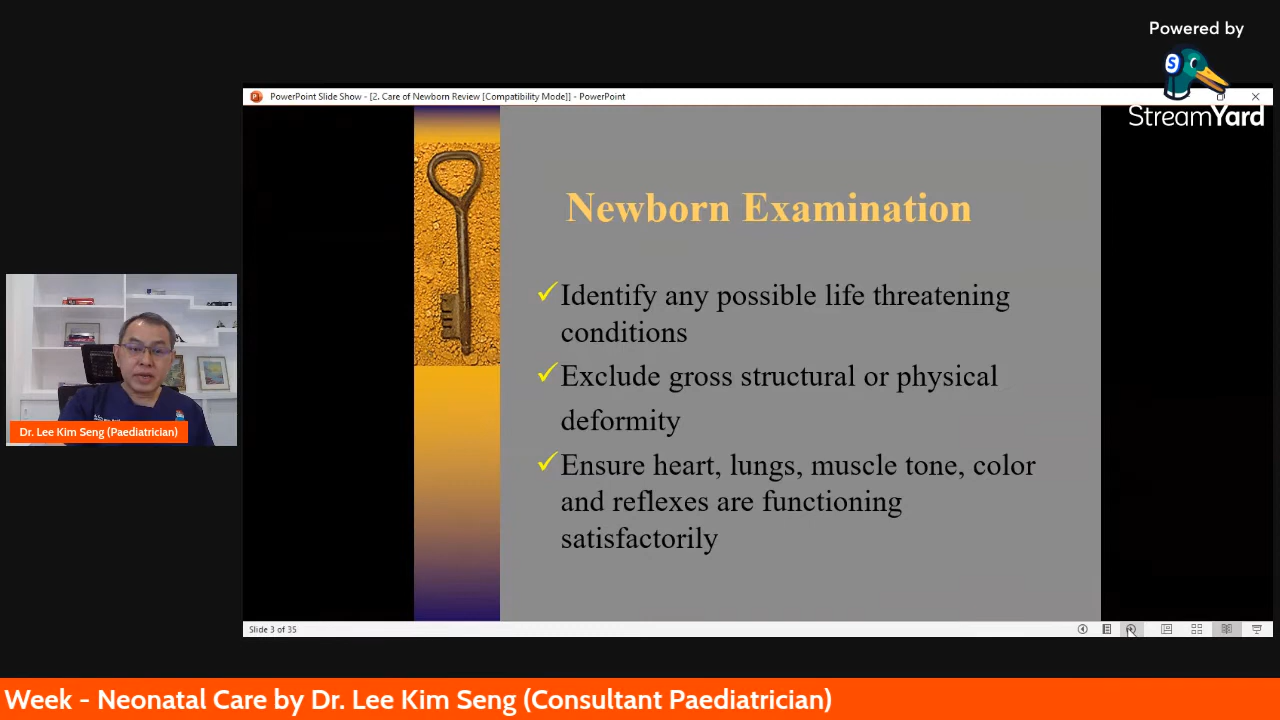 Powered by
S
StreamYard
PowerPoint Slide Show - [2. Care of Newborn Review [Compatibility Mode]] - PowerPoint
Newborn Examination
Identify any possible life threatening
conditions
Exclude gross structural or physical
deformity
Ensure heart, lungs, muscle tone, color
and reflexes are functioning
satisfactorily
Dr. Lee Kim Seng (Paediatrician)
Slide 3 of 35
Week - Neonatal Care by Dr. Lee Kim Seng (Consultant Paediatrician)